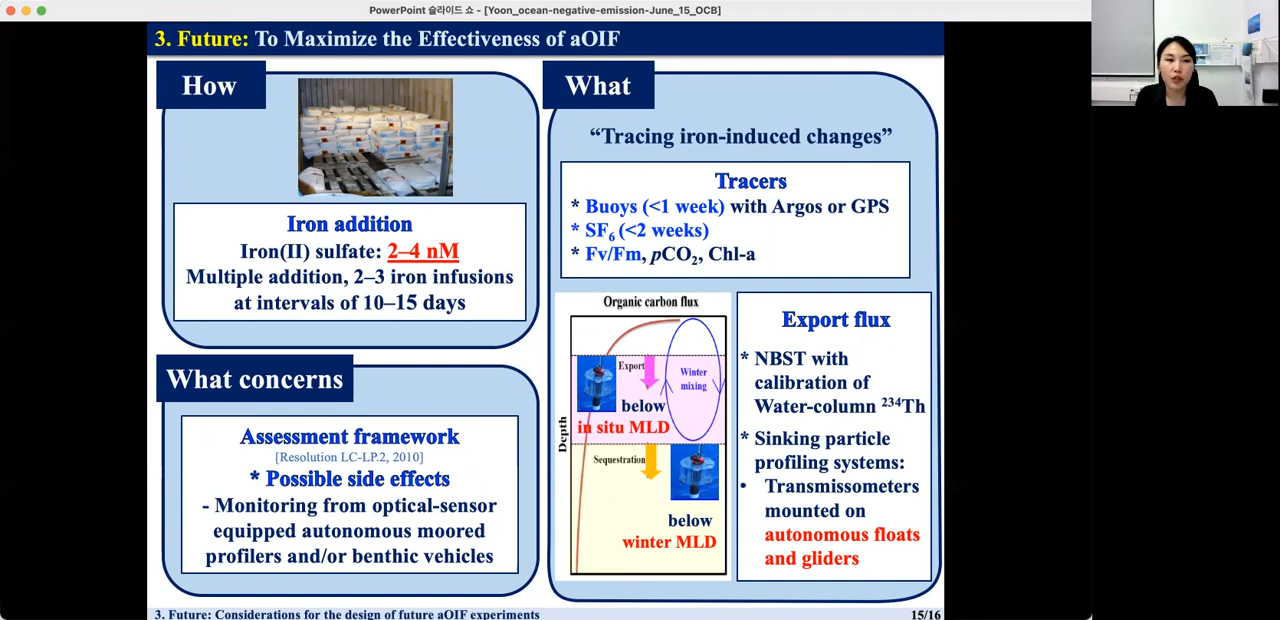 PowerPoint 슬라이드 쇼 - [Yoon_ocean-negative-emission-June_15_OCB]
3. Future: To Maximize the Effectiveness of aOIF
How
Iron addition
Iron(II) sulfate: 2–4 nM
Multiple addition, 2–3 iron infusions
at intervals of 10–15 days
What concerns
Assessment framework
[Resolution LC-LP.2, 2010]
* Possible side effects
- Monitoring from optical-sensor
equipped autonomous moored
profilers and/or benthic vehicles
What
“Tracing iron-induced changes”
Tracers
* Buoys (<1 week) with Argos or GPS
* SF₆ (<2 weeks)
* Fv/Fm, pCO₂, Chl-a
Organic carbon flux
Depth
Export
Winter
mixing
below
in situ MLD
Sequestration
below
winter MLD
Export flux
* NBST with
calibration of
Water-column ²³⁴Th
* Sinking particle
profiling systems:
• Transmissometers
mounted on
autonomous floats
and gliders
3. Future: Considerations for the design of future aOIF experiments
15/16